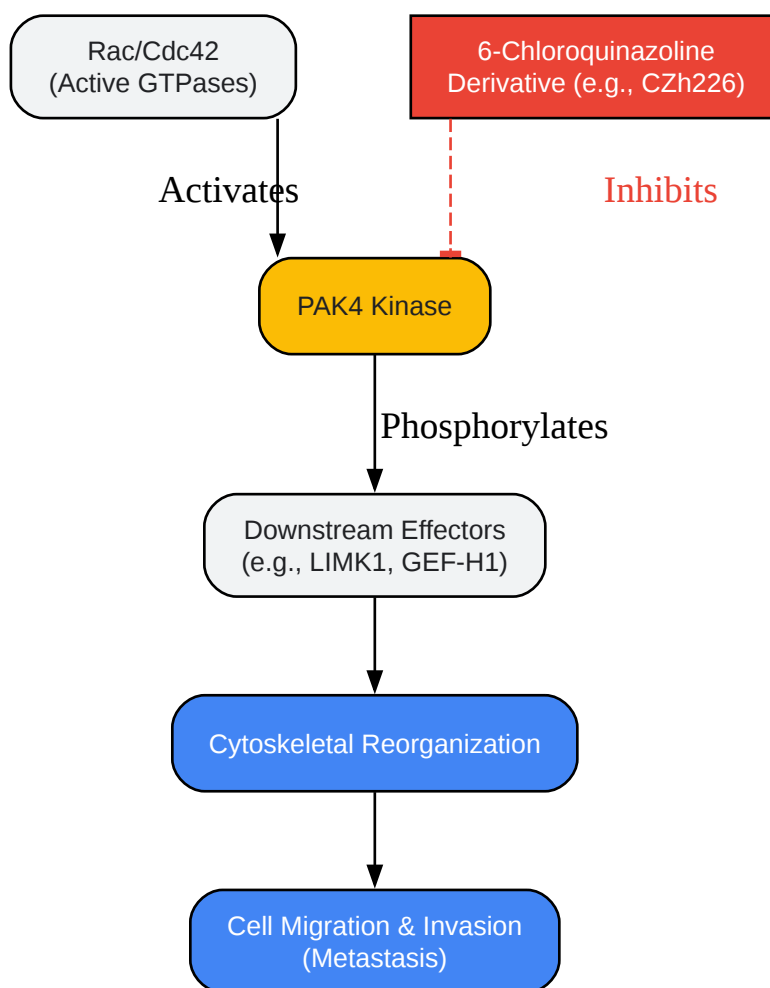 Rac/Cdc42
(Active GTPases)
6-Chloroquinazoline
Derivative (e.g., CZh226)
Activates
Inhibits
PAK4 Kinase
Phosphorylates
Downstream Effectors
(e.g., LIMK1, GEF-H1)
Cytoskeletal Reorganization
Cell Migration & Invasion
(Metastasis)